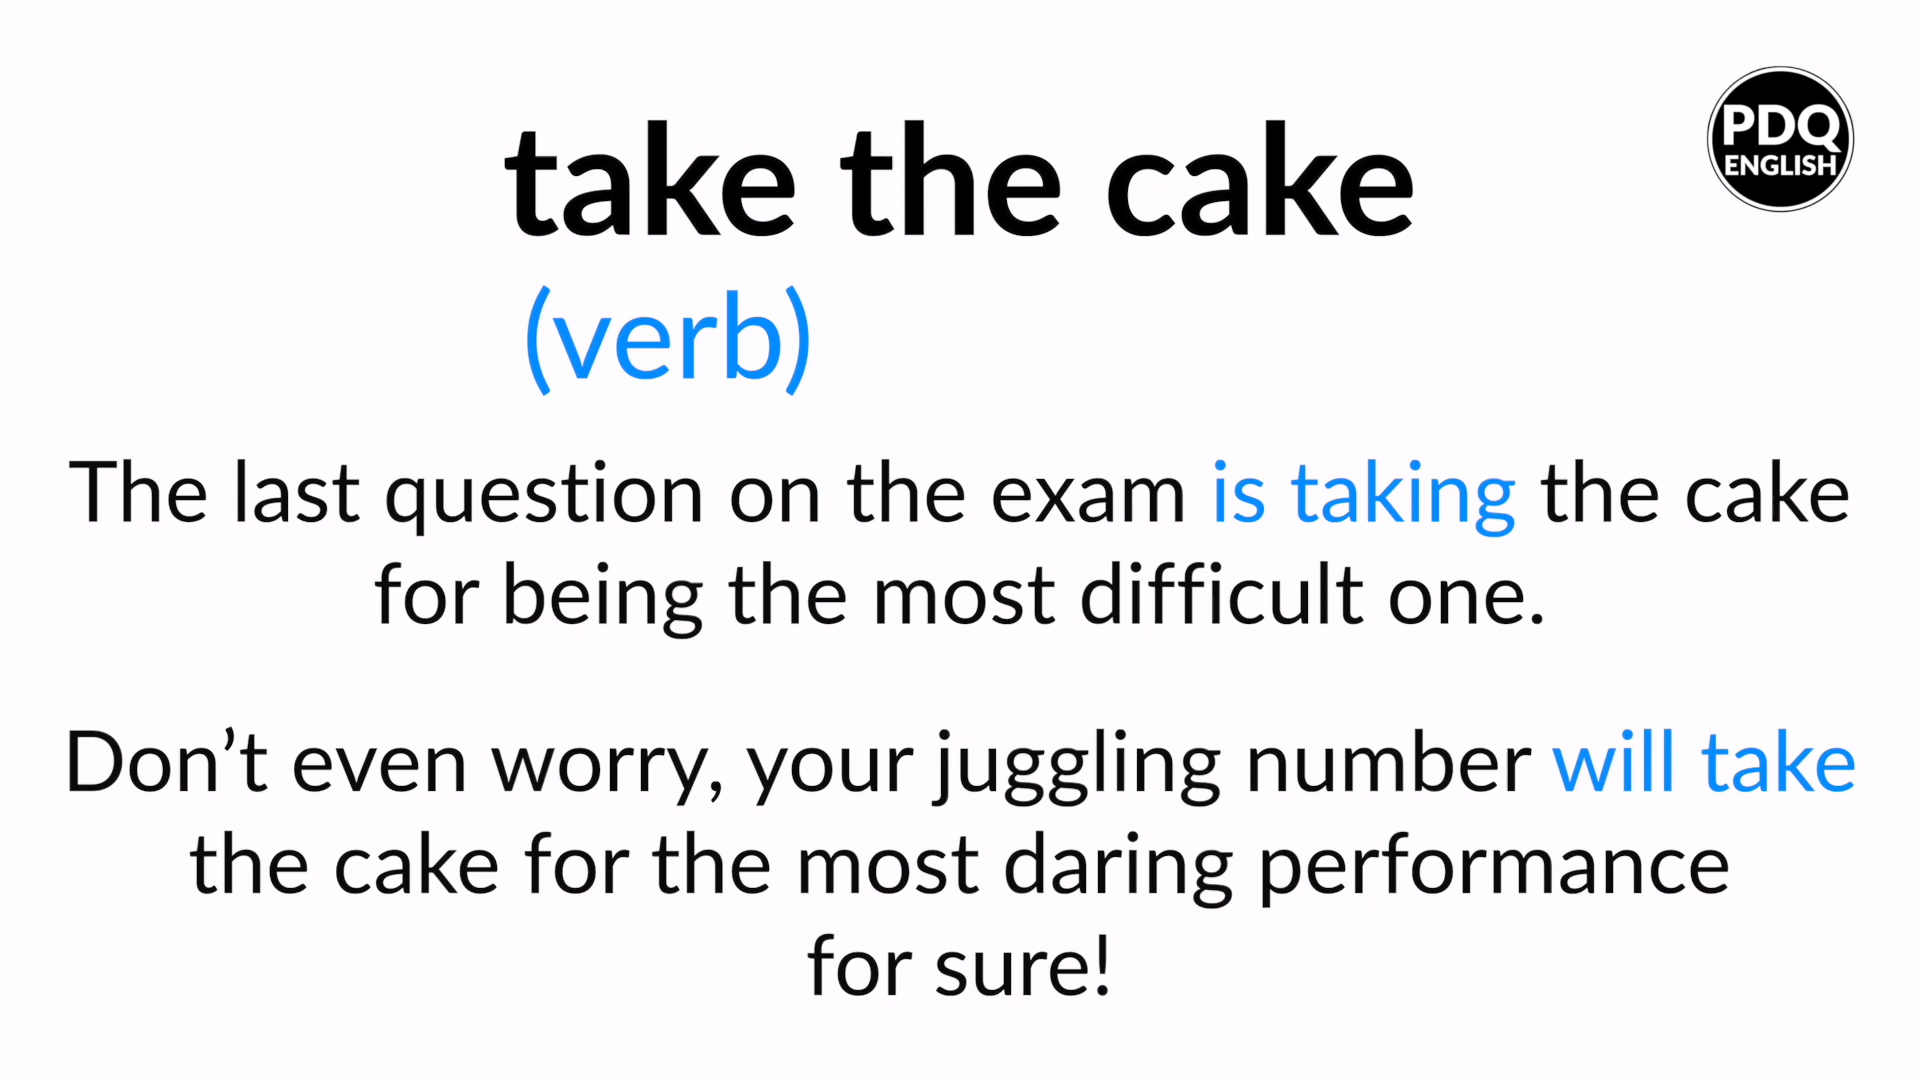 take the cake
(verb)
PDQ
ENGLISH
The last question on the exam is taking the cake
for being the most difficult one.
Don’t even worry, your juggling number will take
the cake for the most daring performance
for sure!